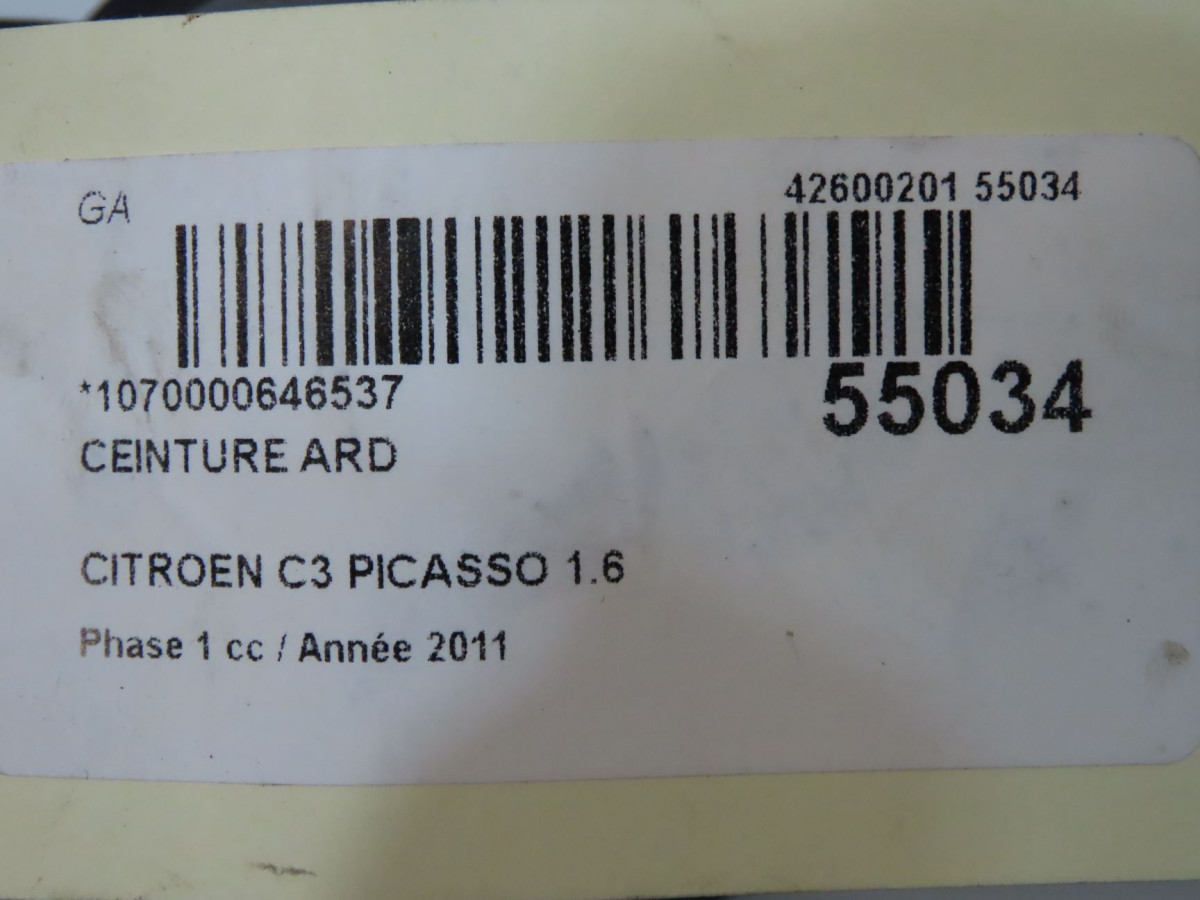 GA
42600201 55034
*1070000646537
55034
CEINTURE ARD
CITROEN C3 PICASSO 1.6
Phase 1 cc / Année 2011